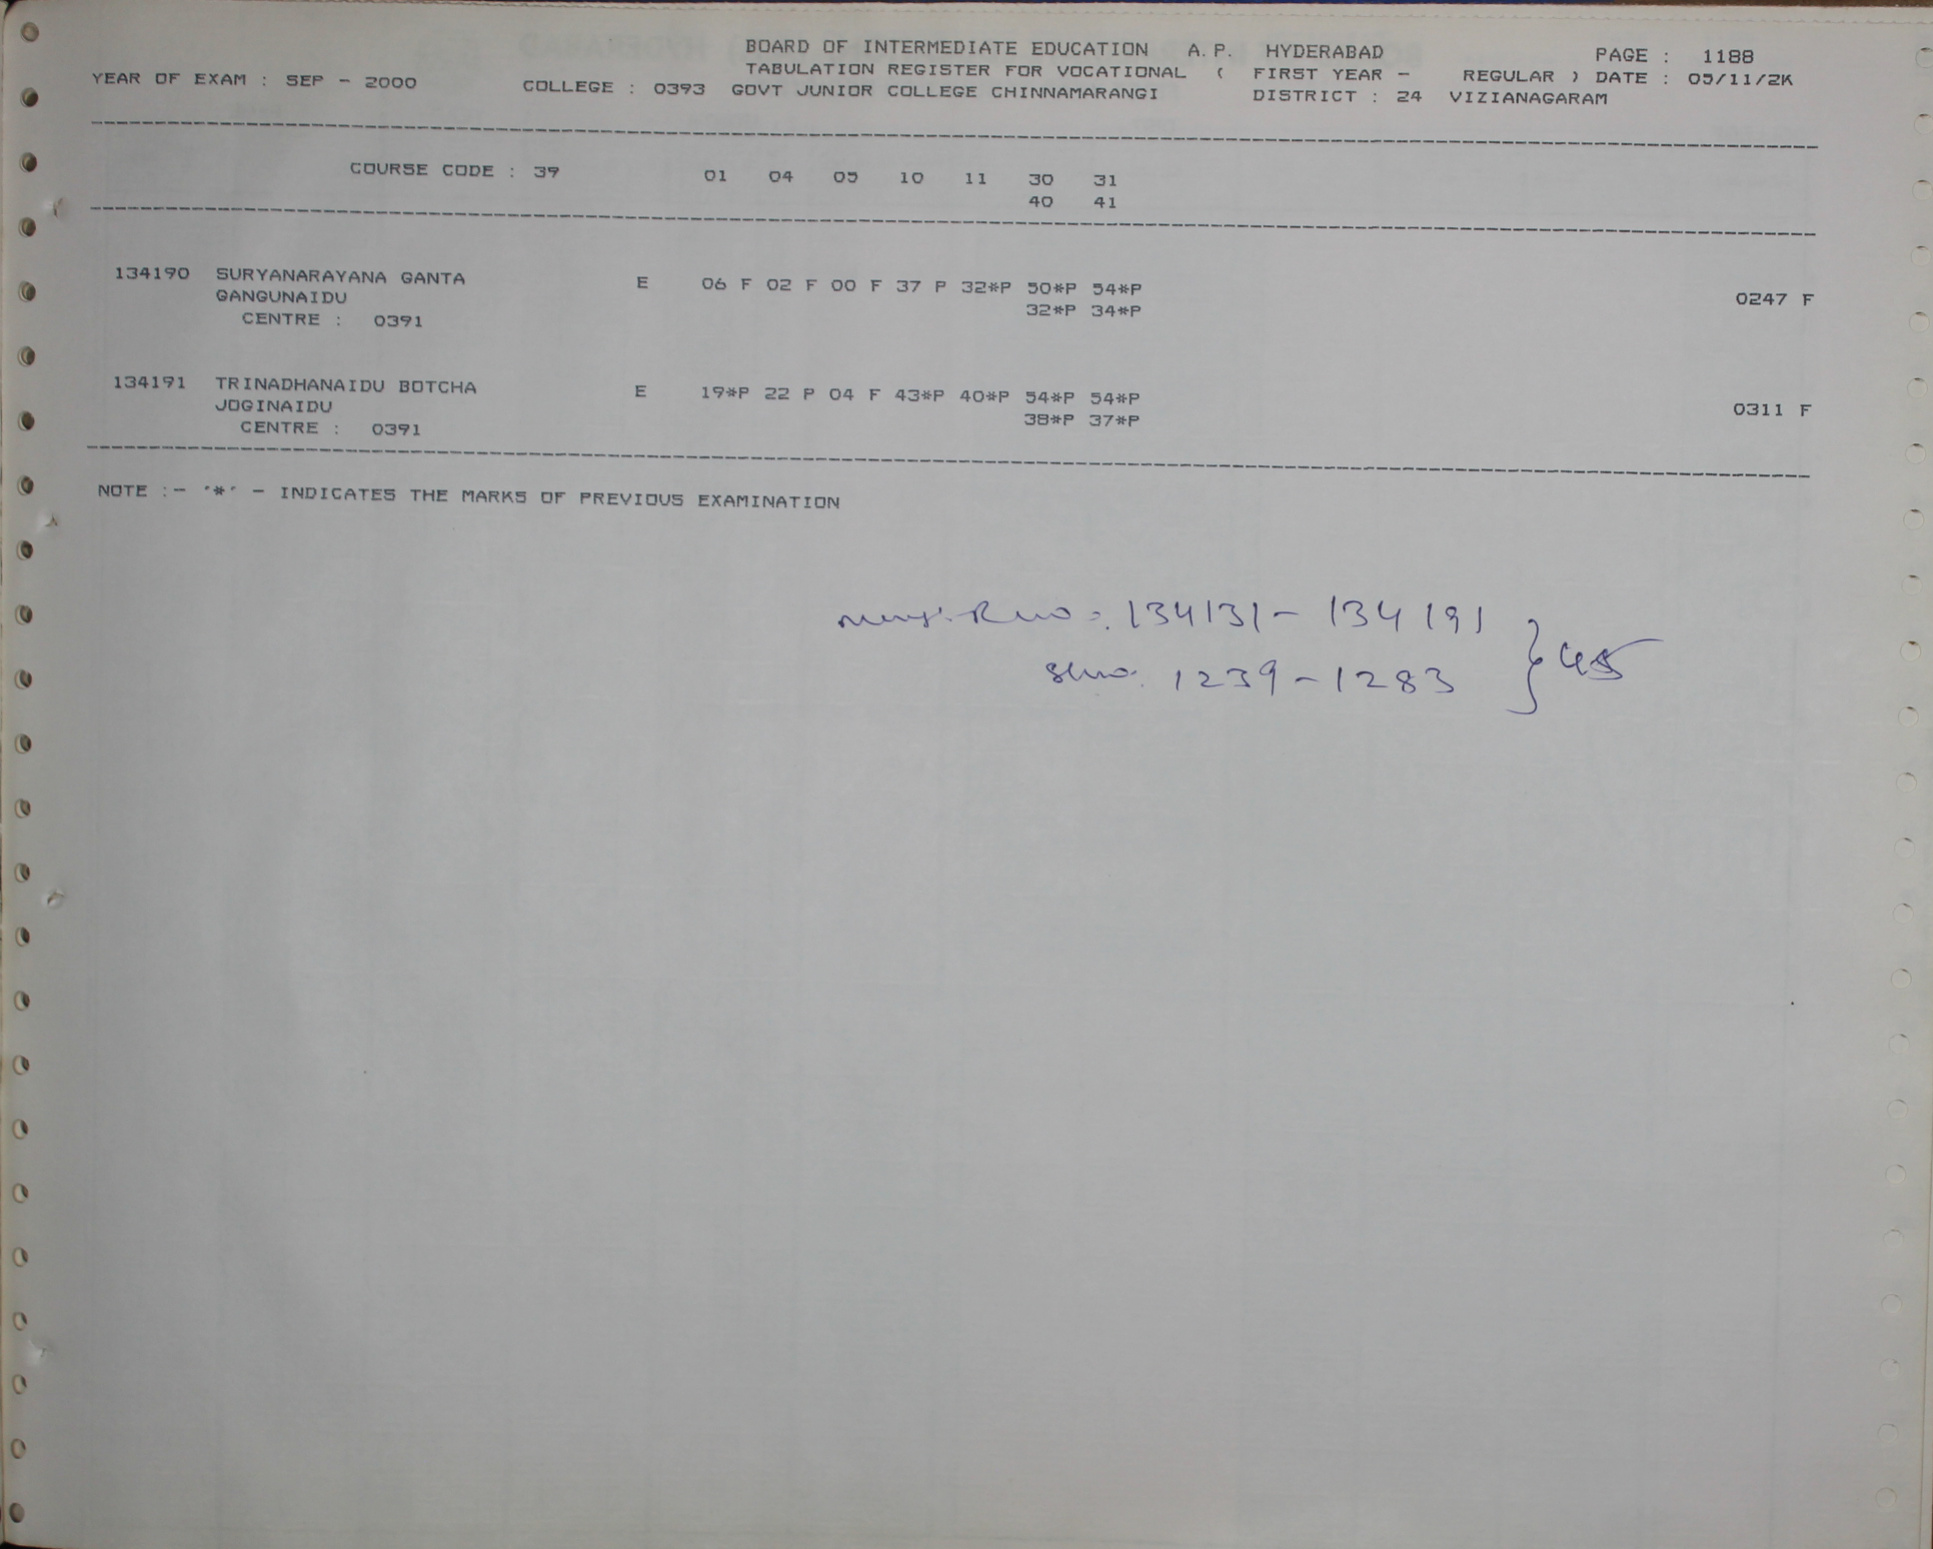 BOARD OF INTERMEDIATE EDUCATION A.P. HYDERABAD PAGE : 1188
YEAR OF EXAM : SEP - 2000 TABULATION REGISTER FOR VOCATIONAL ( FIRST YEAR - REGULAR ) DATE : 05/11/2K
COLLEGE : 0393 GOVT JUNIOR COLLEGE CHINNAMARANGI DISTRICT : 24 VIZIANAGARAM
COURSE CODE : 39 01 04 05 10 11 30 31
40 41
134190 SURYANARAYANA GANTA E 06 F 02 F 00 F 37 P 32*P 50*P 54*P
GANGUNAIDU 32*P 34*P 0247 F
CENTRE : 0391
134191 TRINADHANAIDU BOTCHA E 19*P 22 P 04 F 43*P 40*P 54*P 54*P
JOGINAIDU 38*P 37*P 0311 F
CENTRE : 0391
NOTE :- '*' - INDICATES THE MARKS OF PREVIOUS EXAMINATION
134131 - 134191
1239 - 1283 } 45